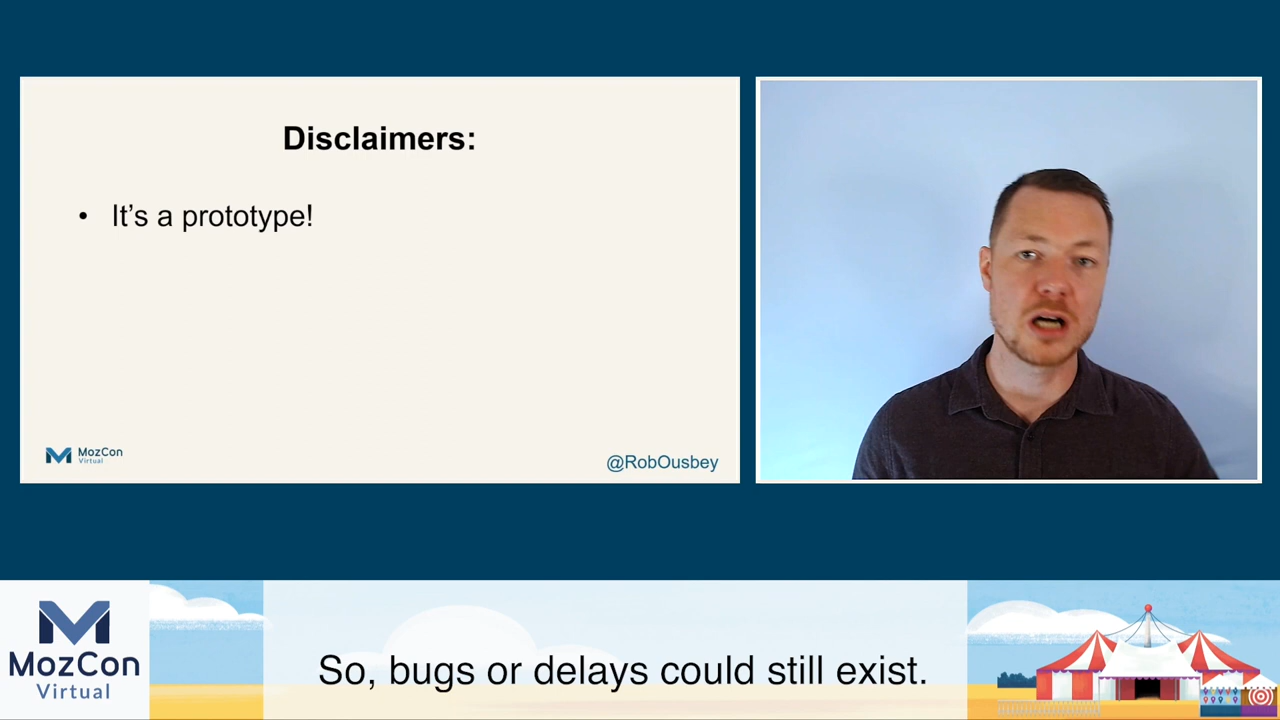 Disclaimers:
• It’s a prototype!
MozCon
Virtual
@RobOusbey
MozCon
Virtual
So, bugs or delays could still exist.